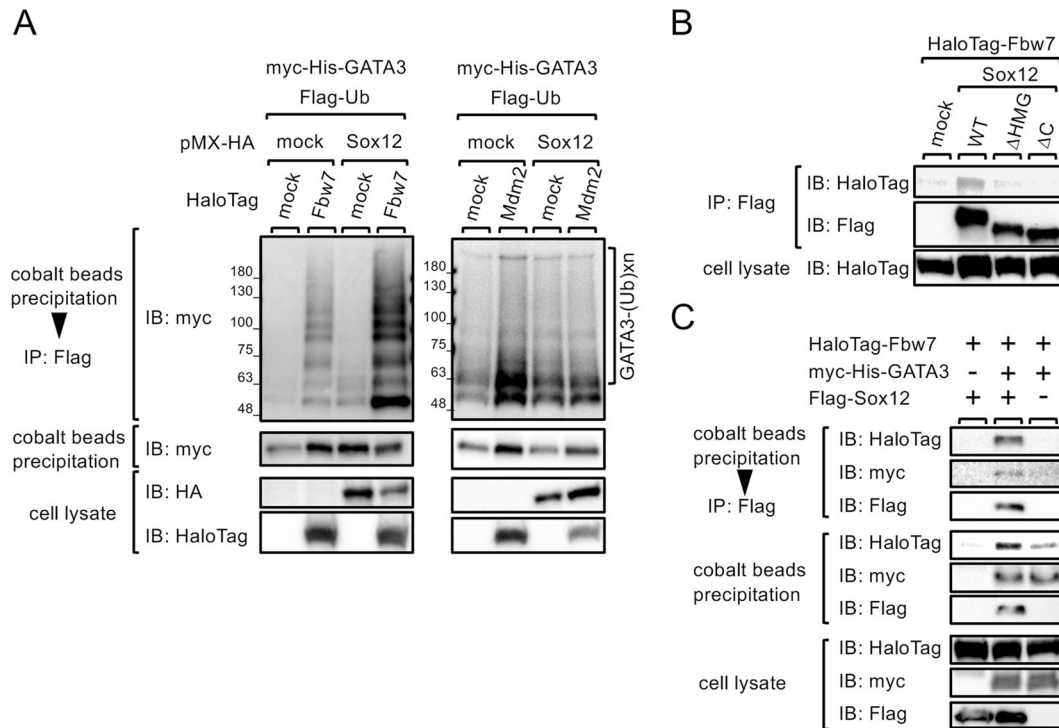 A
myc-His-GATA3
Flag-Ub
myc-His-GATA3
Flag-Ub
pMX-HA
mock
Sox12
mock
Sox12
HaloTag
mock
Fbw7
mock
Fbw7
mock
Mdm2
mock
Mdm2
cobalt beads
precipitation
IP: Flag
IB: myc
180
130
100
75
63
48
180
130
100
75
63
48
GATA3-(Ub)xn
cobalt beads
precipitation
IB: myc
cell lysate
IB: HA
IB: HaloTag
B
HaloTag-Fbw7
Sox12
mock
WT
ΔHMG
ΔC
IP: Flag
IB: HaloTag
IB: Flag
cell lysate
IB: HaloTag
C
HaloTag-Fbw7 + + +
myc-His-GATA3 - + +
Flag-Sox12 + + -
cobalt beads
precipitation
IP: Flag
IB: HaloTag
IB: myc
IB: Flag
cobalt beads
precipitation
IB: HaloTag
IB: myc
IB: Flag
cell lysate
IB: HaloTag
IB: myc
IB: Flag